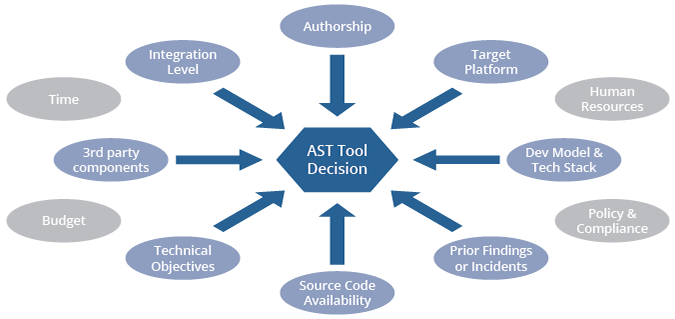 Authorship
Integration
Level
Target
Platform
Time
Human
Resources
3rd party
components
AST Tool
Decision
Dev Model &
Tech Stack
Budget
Policy &
Compliance
Technical
Objectives
Prior Findings
or Incidents
Source Code
Availability